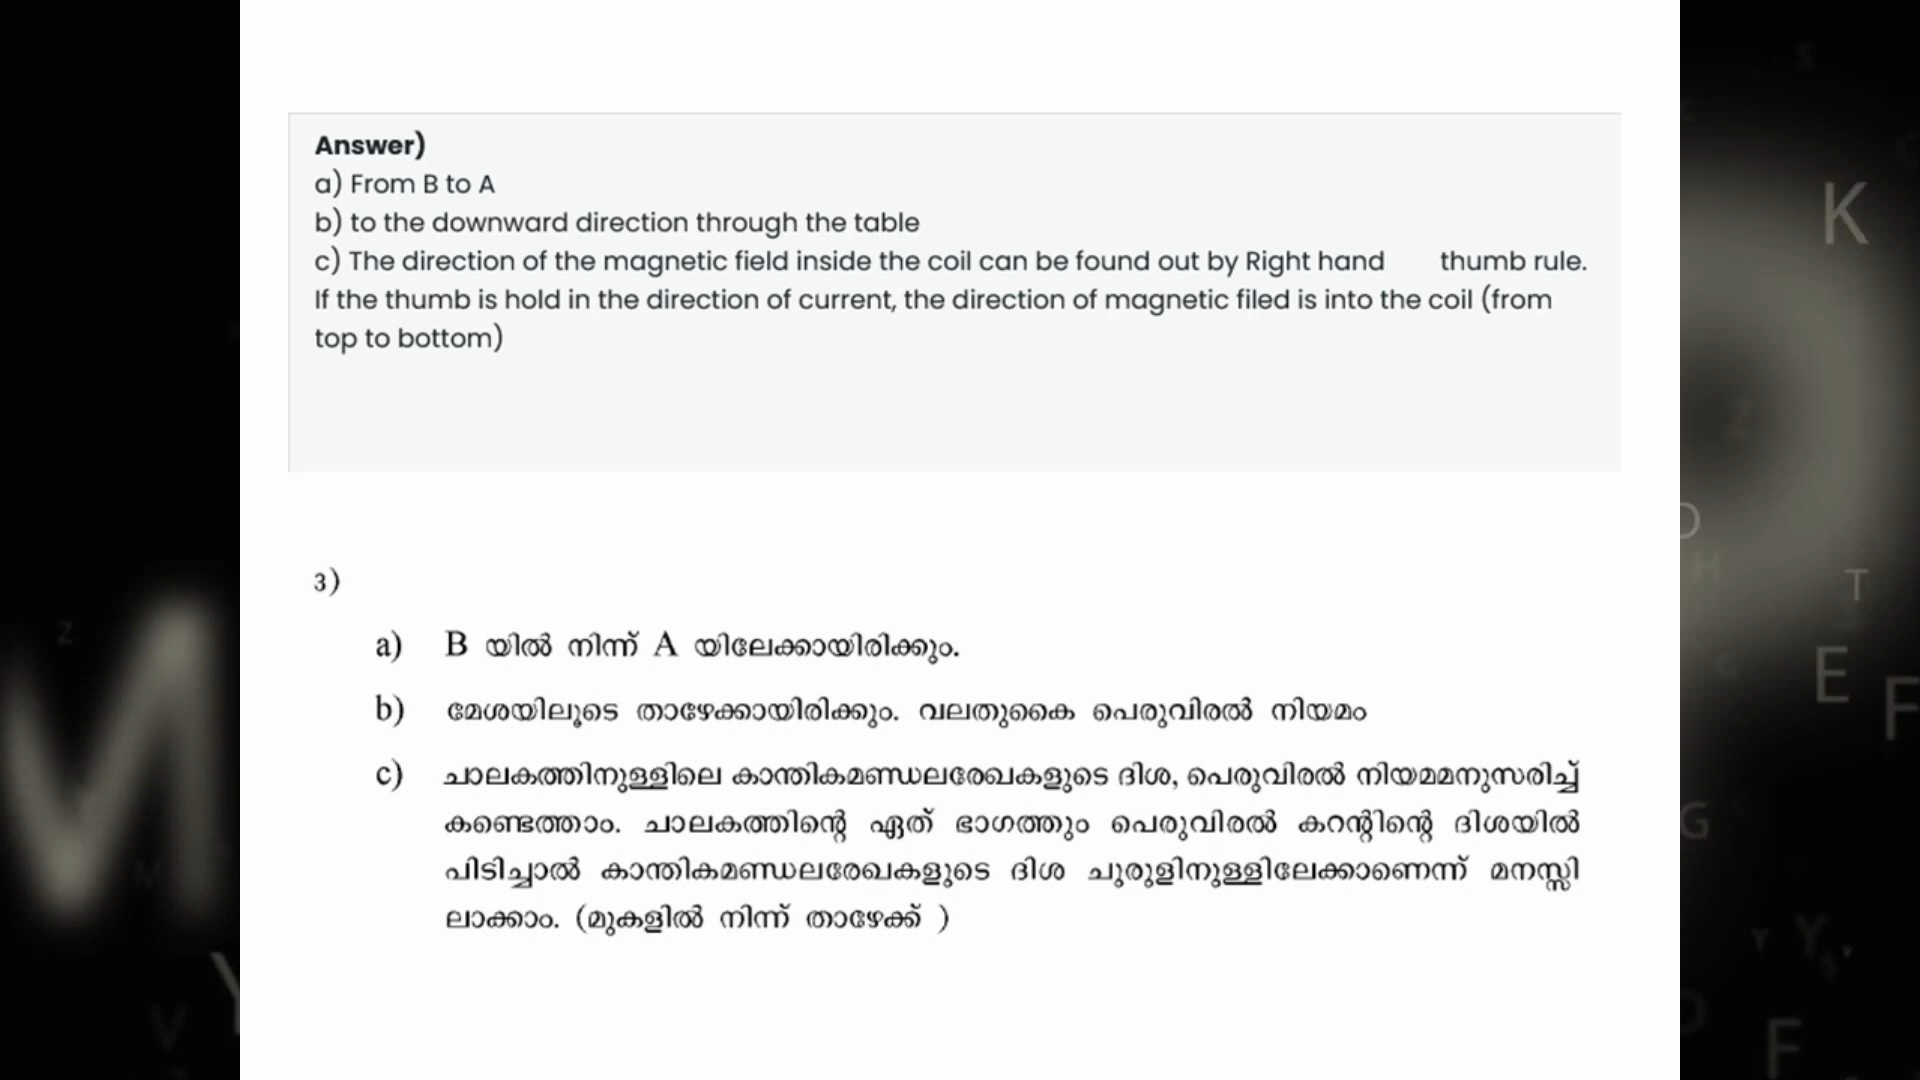 Answer)
a) From B to A
b) to the downward direction through the table
c) The direction of the magnetic field inside the coil can be found out by Right hand thumb rule.
If the thumb is hold in the direction of current, the direction of magnetic filed is into the coil (from
top to bottom)
3)
a) B യിൽ നിന്ന് A യിലേക്കായിരിക്കും.
b) മേശയിലൂടെ താഴേക്കായിരിക്കും. വലതുകൈ പെരുവിരൽ നിയമം
c) ചാലകത്തിനുള്ളിലെ കാന്തികമണ്ഡലരേഖകളുടെ ദിശ, പെരുവിരൽ നിയമമനുസരിച്ച്
കണ്ടെത്താം. ചാലകത്തിന്റെ ഏത് ഭാഗത്തും പെരുവിരൽ കറന്റിന്റെ ദിശയിൽ
പിടിച്ചാൽ കാന്തികമണ്ഡലരേഖകളുടെ ദിശ ചുരുളിനുള്ളിലേക്കാണെന്ന് മനസ്സി
ലാക്കാം. (മുകളിൽ നിന്ന് താഴേക്ക് )
K
D
H
T
E
F
G
M
Y
V
Y
F
Z